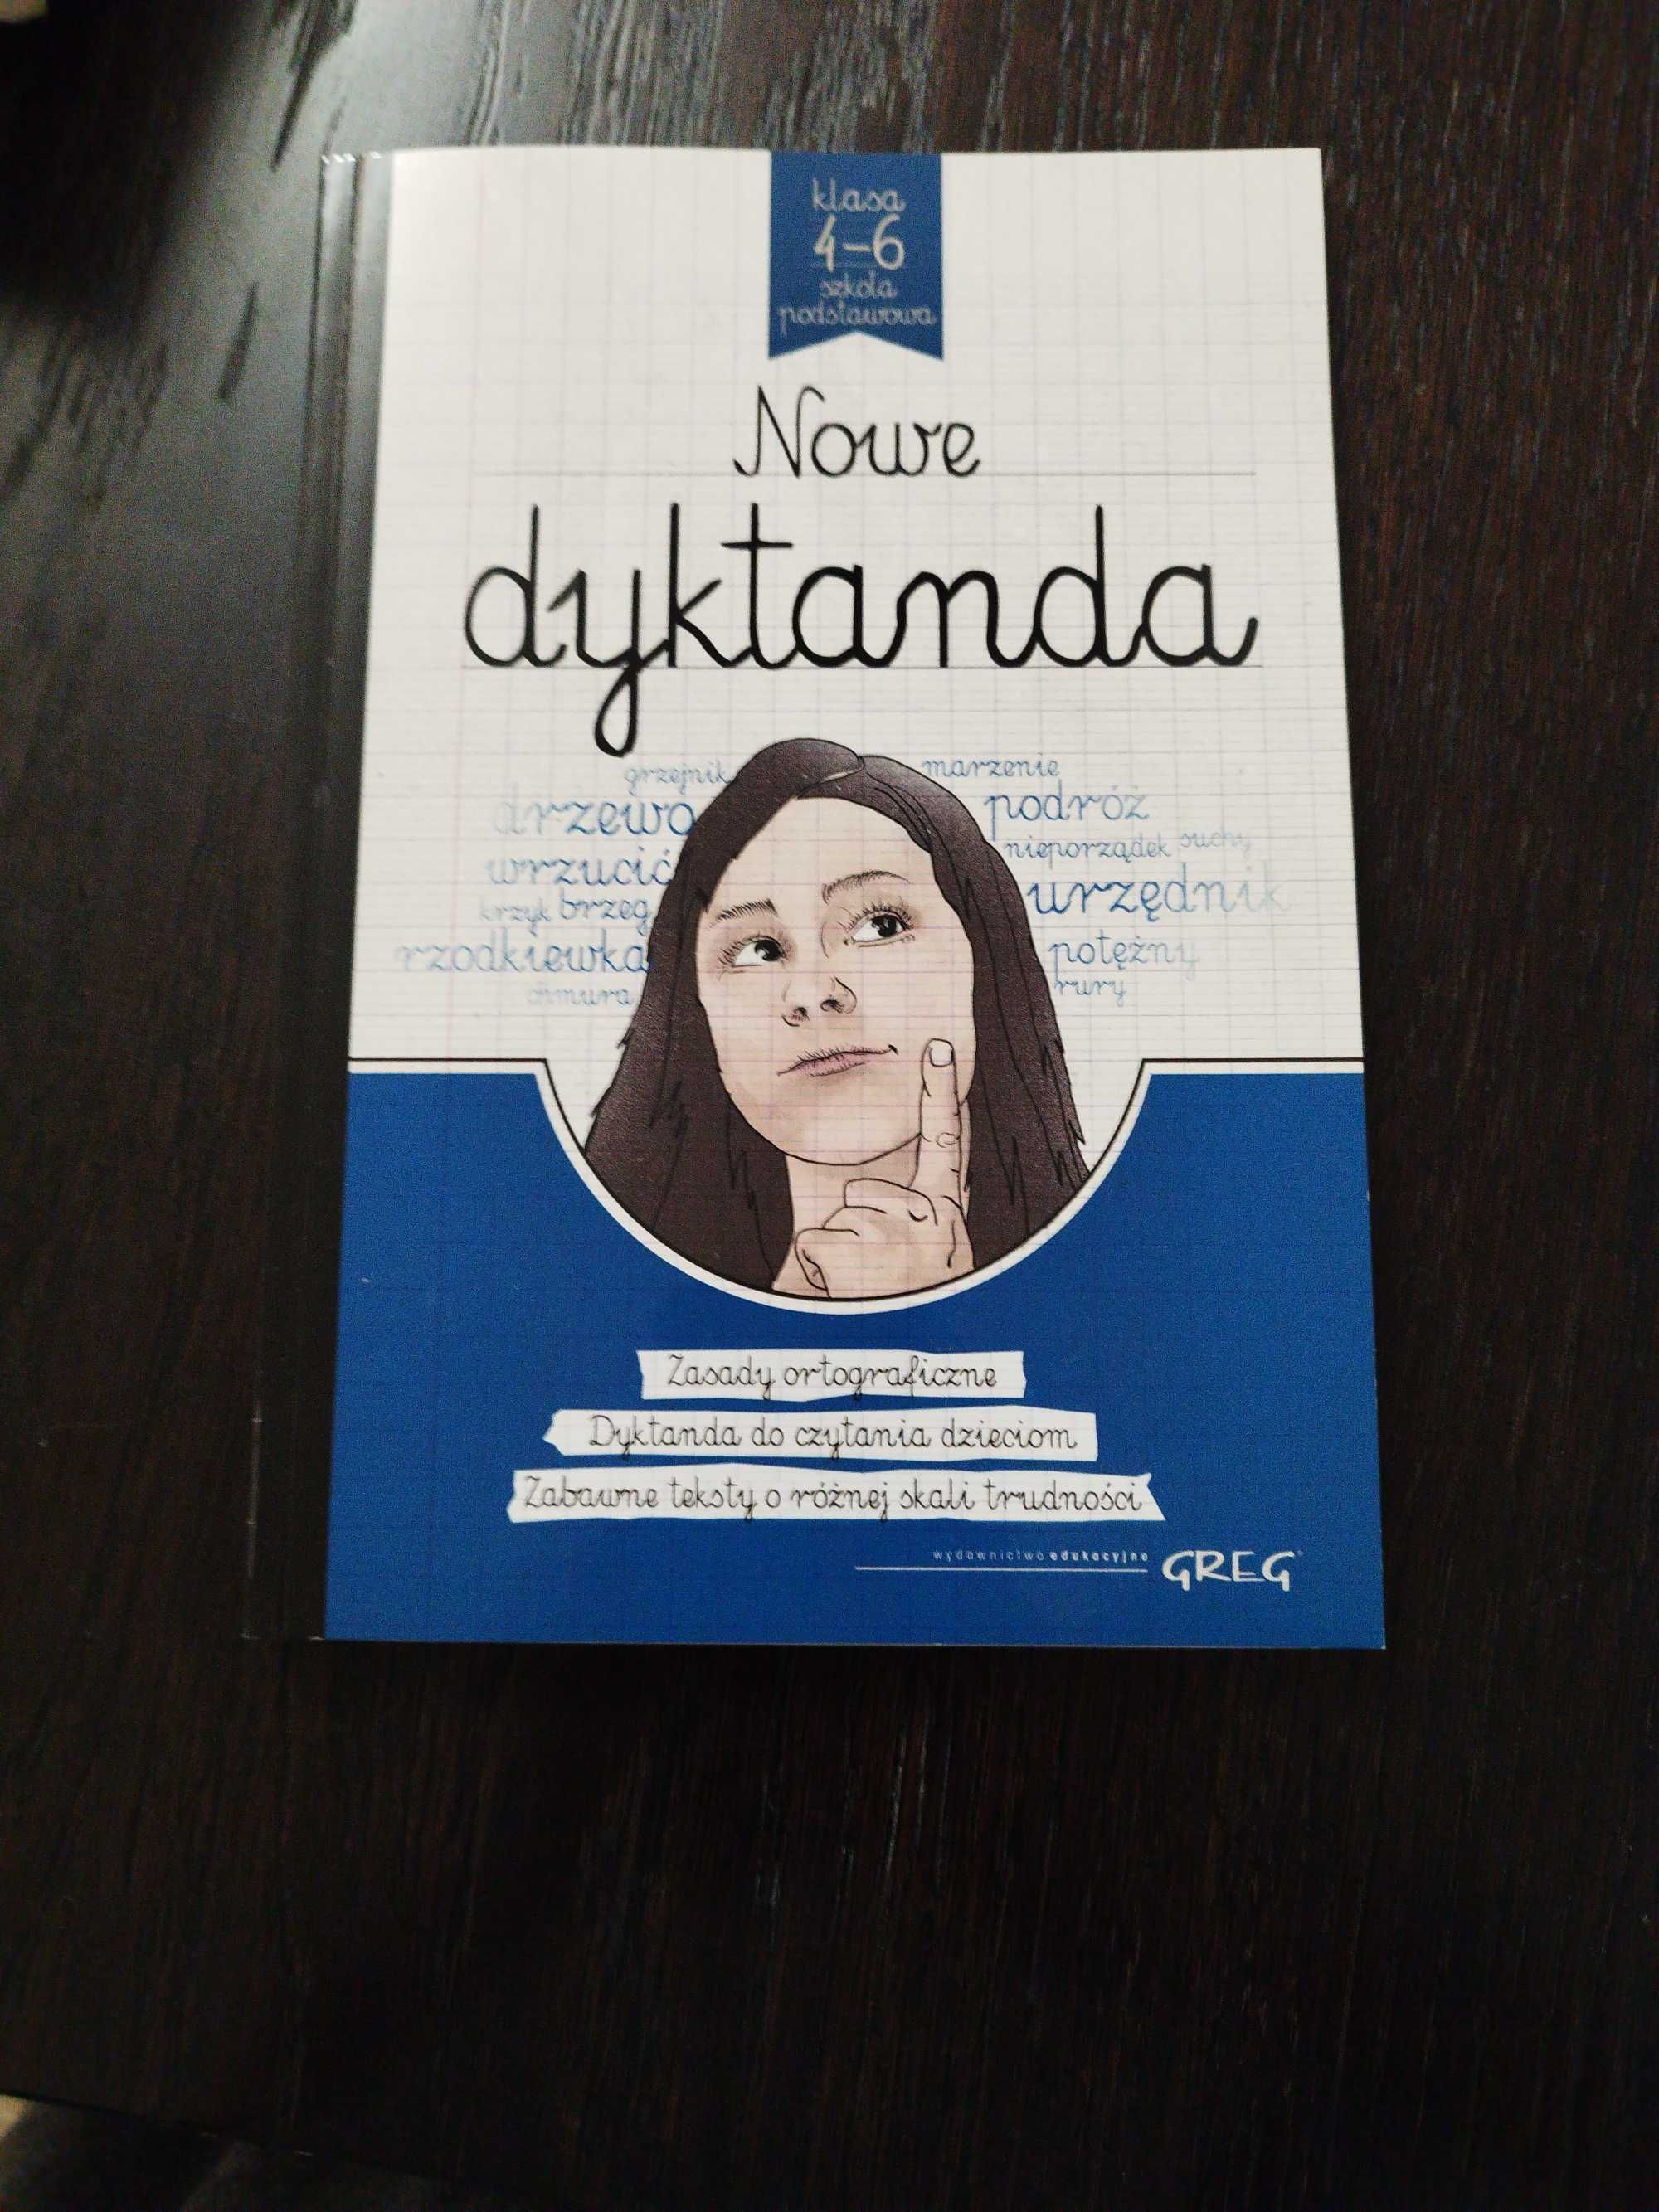 klasa
4-6
szkoła
podstawowa
Nowe
dyktanda
grzejnik
drzewo
wrzucić
krzyk brzeg
rzodkiewka
chmura
marzenie
podróż
nieporządek suchy
urzędnik
potężny
rury
Zasady ortograficzne
Dyktanda do czytania dzieciom
Zabawne teksty o różnej skali trudności
wydawnictwo edukacyjne GREG